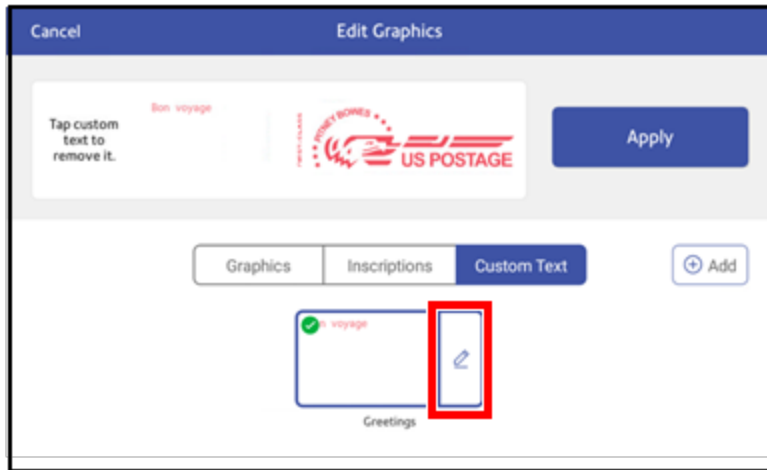 Cancel
Edit Graphics
Tap custom
text to
remove it.
Bon voyage
FIRST-CLASS
PITNEY BOWES
US POSTAGE
Apply
Graphics
Inscriptions
Custom Text
Add
n voyage
Greetings